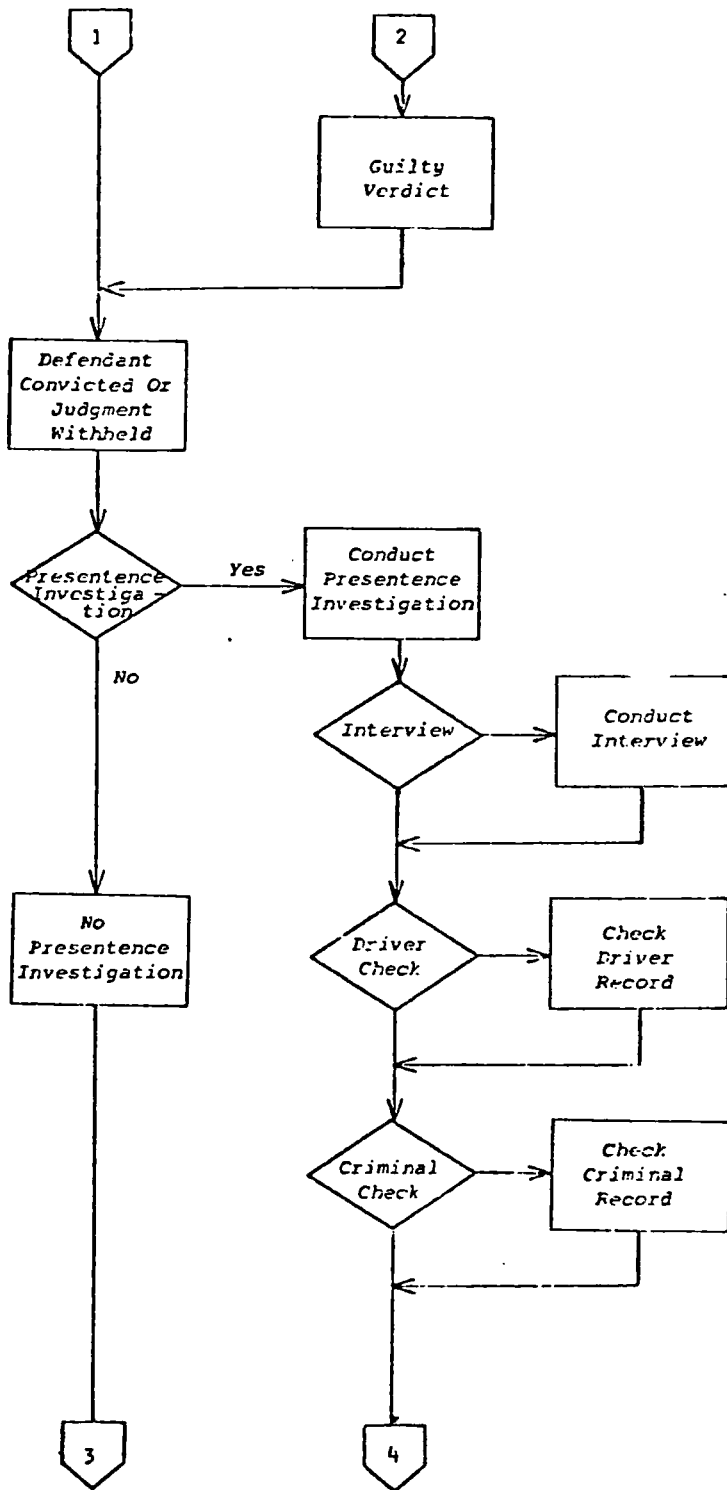 1
2
Guilty
Verdict
Defendant
Convicted Or
Judgment
Withheld
Presentence
Investiga-
tion
Yes
No
Conduct
Presentence
Investigation
Interview
Conduct
Interview
No
Presentence
Investigation
Driver
Check
Check
Driver
Record
Criminal
Check
Check
Criminal
Record
3
4